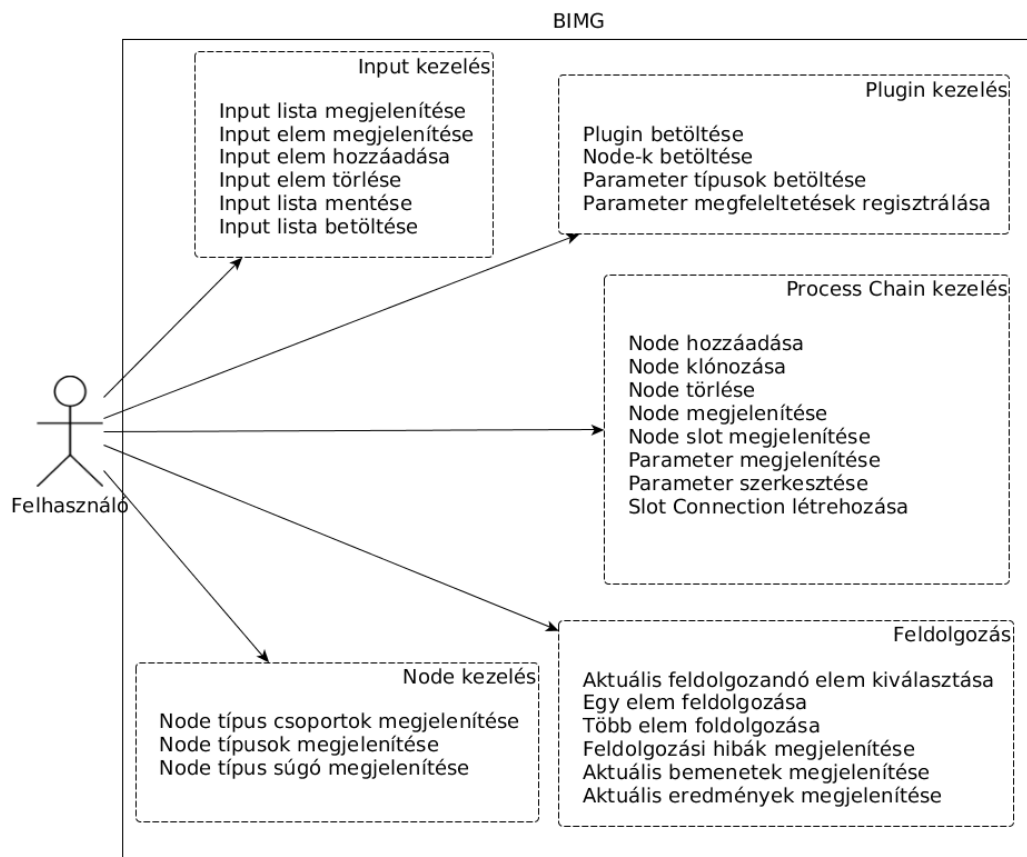 BIMG
Input kezelés
Input lista megjelenítése
Input elem megjelenítése
Input elem hozzáadása
Input elem törlése
Input lista mentése
Input lista betöltése
Plugin kezelés
Plugin betöltése
Node-k betöltése
Parameter típusok betöltése
Parameter megfeleltetések regisztrálása
Process Chain kezelés
Node hozzáadása
Node klónozása
Node törlése
Node megjelenítése
Node slot megjelenítése
Parameter megjelenítése
Parameter szerkesztése
Slot Connection létrehozása
Felhasználó
Node kezelés
Node típus csoportok megjelenítése
Node típusok megjelenítése
Node típus súgó megjelenítése
Feldolgozás
Aktuális feldolgozandó elem kiválasztása
Egy elem feldolgozása
Több elem foldolgozása
Feldolgozási hibák megjelenítése
Aktuális bemenetek megjelenítése
Aktuális eredmények megjelenítése